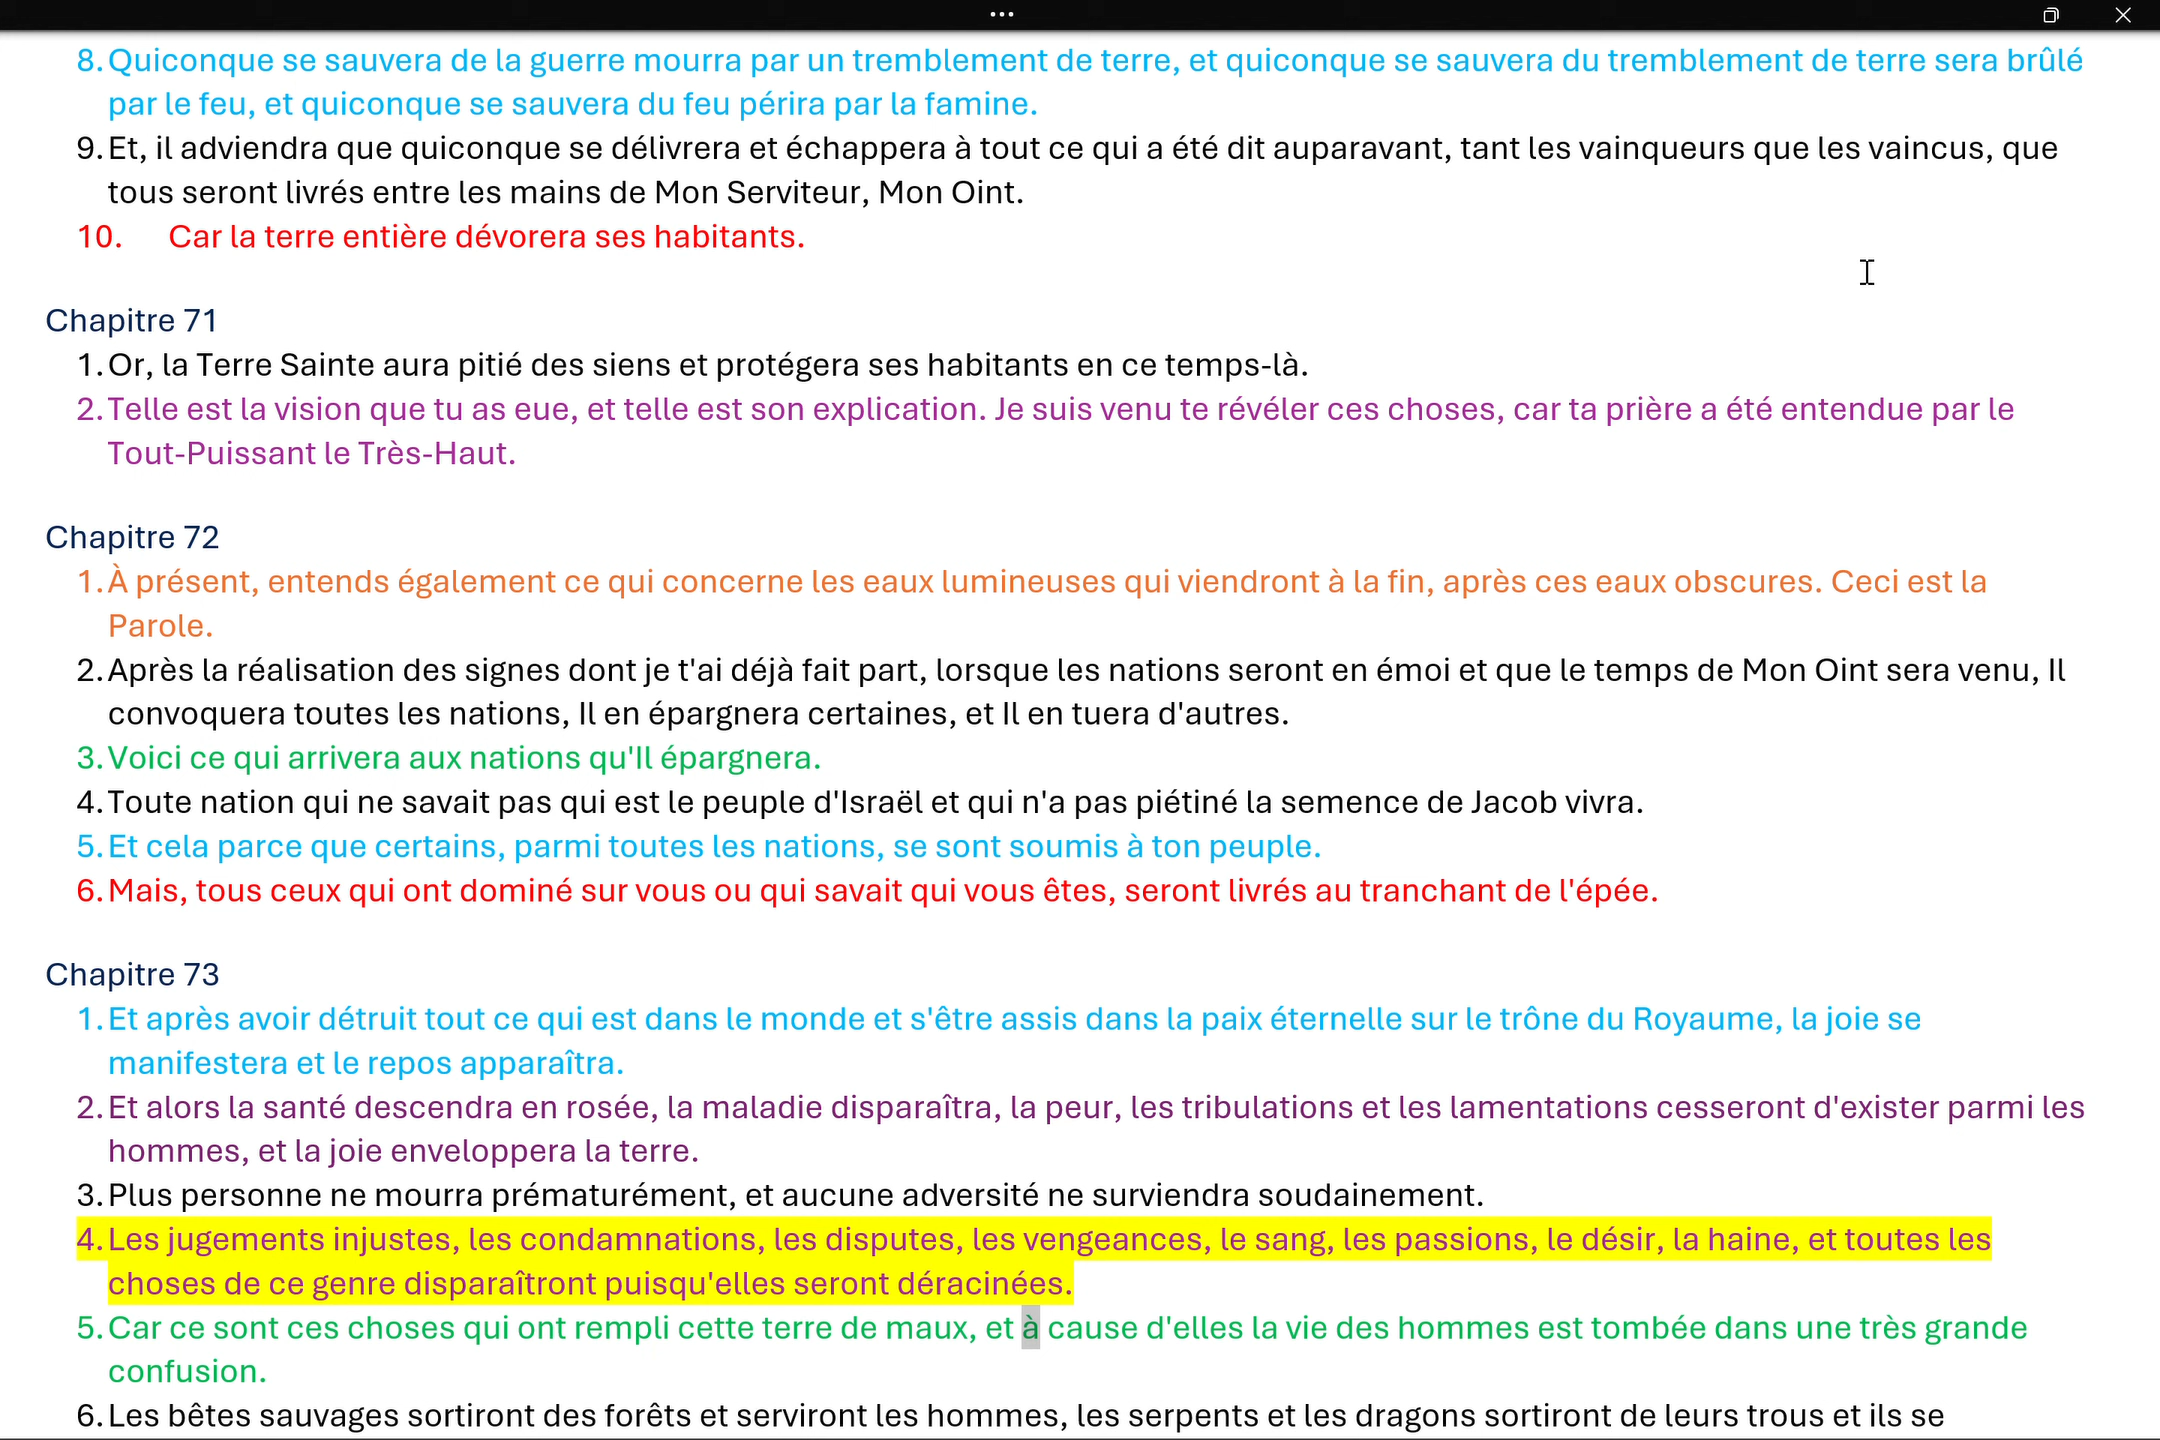 8. Quiconque se sauvera de la guerre mourra par un tremblement de terre, et quiconque se sauvera du tremblement de terre sera brûlé
par le feu, et quiconque se sauvera du feu périra par la famine.
9. Et, il adviendra que quiconque se délivrera et échappera à tout ce qui a été dit auparavant, tant les vainqueurs que les vaincus, que
tous seront livrés entre les mains de Mon Serviteur, Mon Oint.
10. Car la terre entière dévorera ses habitants.
Chapitre 71
1. Or, la Terre Sainte aura pitié des siens et protégera ses habitants en ce temps-là.
2. Telle est la vision que tu as eue, et telle est son explication. Je suis venu te révéler ces choses, car ta prière a été entendue par le
Tout-Puissant le Très-Haut.
Chapitre 72
1. À présent, entends également ce qui concerne les eaux lumineuses qui viendront à la fin, après ces eaux obscures. Ceci est la
Parole.
2. Après la réalisation des signes dont je t'ai déjà fait part, lorsque les nations seront en émoi et que le temps de Mon Oint sera venu, Il
convoquera toutes les nations, Il en épargnera certaines, et Il en tuera d'autres.
3. Voici ce qui arrivera aux nations qu'Il épargnera.
4. Toute nation qui ne savait pas qui est le peuple d'Israël et qui n'a pas piétiné la semence de Jacob vivra.
5. Et cela parce que certains, parmi toutes les nations, se sont soumis à ton peuple.
6. Mais, tous ceux qui ont dominé sur vous ou qui savait qui vous êtes, seront livrés au tranchant de l'épée.
Chapitre 73
1. Et après avoir détruit tout ce qui est dans le monde et s'être assis dans la paix éternelle sur le trône du Royaume, la joie se
manifestera et le repos apparaîtra.
2. Et alors la santé descendra en rosée, la maladie disparaîtra, la peur, les tribulations et les lamentations cesseront d'exister parmi les
hommes, et la joie enveloppera la terre.
3. Plus personne ne mourra prématurément, et aucune adversité ne surviendra soudainement.
4. Les jugements injustes, les condamnations, les disputes, les vengeances, le sang, les passions, le désir, la haine, et toutes les
choses de ce genre disparaîtront puisqu'elles seront déracinées.
5. Car ce sont ces choses qui ont rempli cette terre de maux, et à cause d'elles la vie des hommes est tombée dans une très grande
confusion.
6. Les bêtes sauvages sortiront des forêts et serviront les hommes, les serpents et les dragons sortiront de leurs trous et ils se